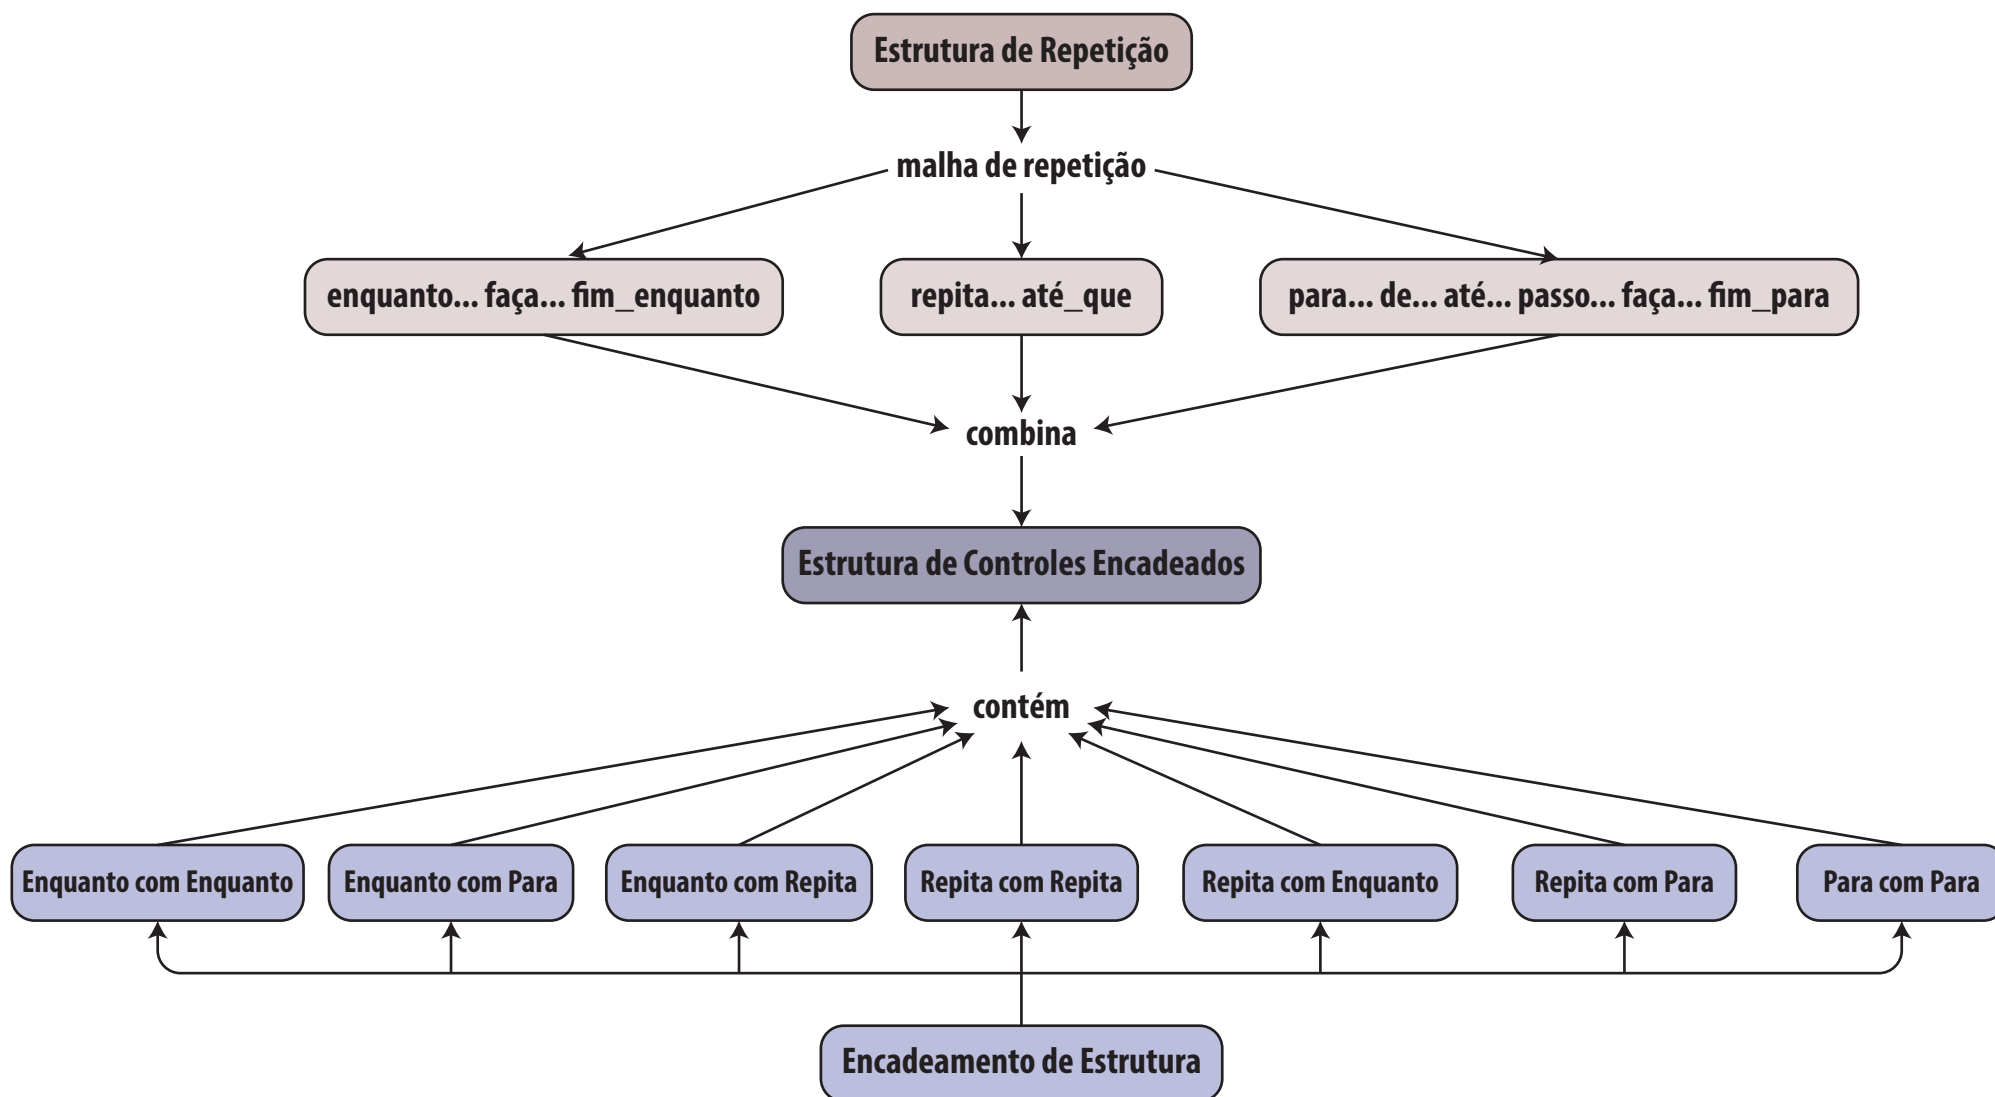 Estrutura de Repetição
malha de repetição
enquanto... faça... fim_enquanto
repita... até_que
para... de... até... passo... faça... fim_para
combina
Estrutura de Controles Encadeados
contém
Enquanto com Enquanto
Enquanto com Para
Enquanto com Repita
Repita com Repita
Repita com Enquanto
Repita com Para
Para com Para
Encadeamento de Estrutura